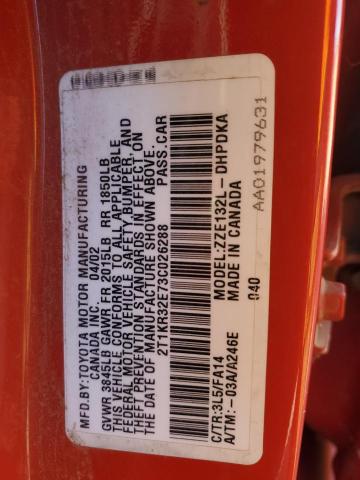 MFD.BY:TOYOTA MOTOR MANUFACTURING
CANADA INC. 04/02
GVWR 3845LB GAWR FR 2015LB RR 1850LB
THIS VEHICLE CONFORMS TO ALL APPLICABLE
FEDERAL MOTOR VEHICLE SAFETY, BUMPER, AND
THEFT PREVENTION STANDARDS IN EFFECT ON
THE DATE OF MANUFACTURE SHOWN ABOVE.
2T1KR32E73C026288 PASS.CAR
C/TR:3L5/FA14 MODEL:ZZE132L-DHPDKA
A/TM:-03A/A246E MADE IN CANADA
040 AA01979631